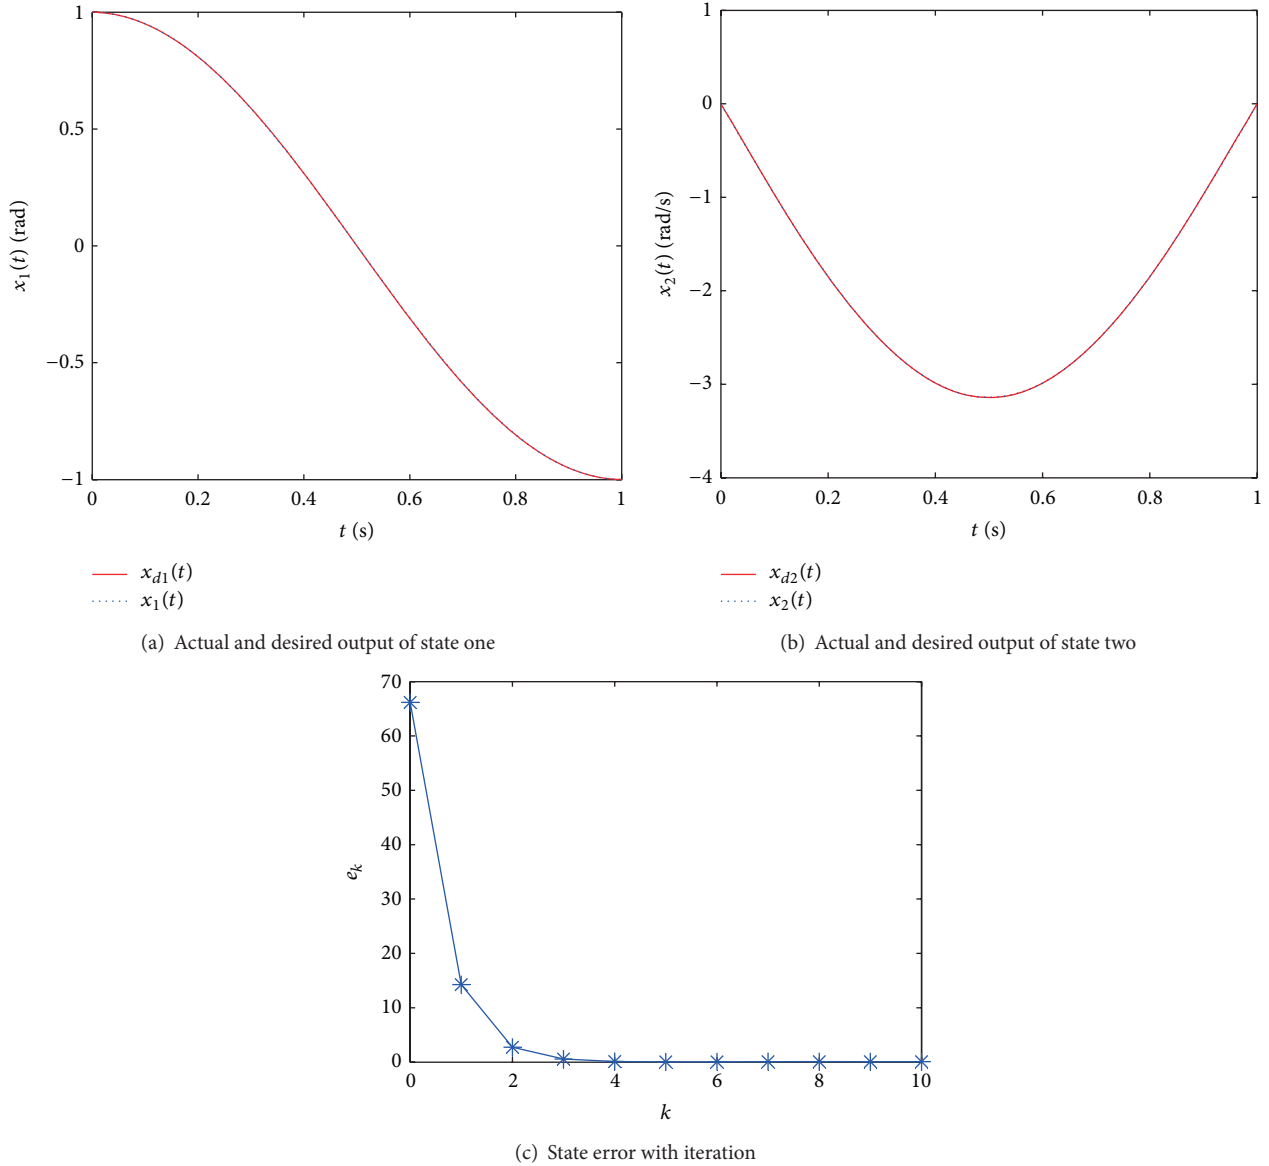 1
0.5
0
−0.5
−1
x1(t) (rad)
0 0.2 0.4 0.6 0.8 1
t (s)
xd1(t)
x1(t)
(a) Actual and desired output of state one
1
0
−1
−2
−3
−4
x2(t) (rad/s)
0 0.2 0.4 0.6 0.8 1
t (s)
xd2(t)
x2(t)
(b) Actual and desired output of state two
70
60
50
40
30
20
10
0
ek
0 2 4 6 8 10
k
(c) State error with iteration